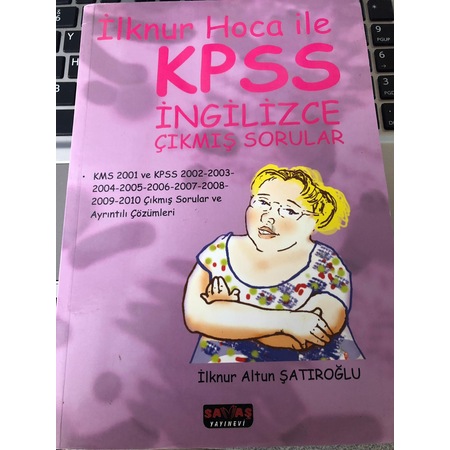 İlknur Hoca ile
KPSS
İNGİLİZCE
ÇIKMIŞ SORULAR
• KMS 2001 ve KPSS 2002-2003-
2004-2005-2006-2007-2008-
2009-2010 Çıkmış Sorular ve
Ayrıntılı Çözümleri
İlknur Altun ŞATIROĞLU
SAVAŞ
YAYINEVİ